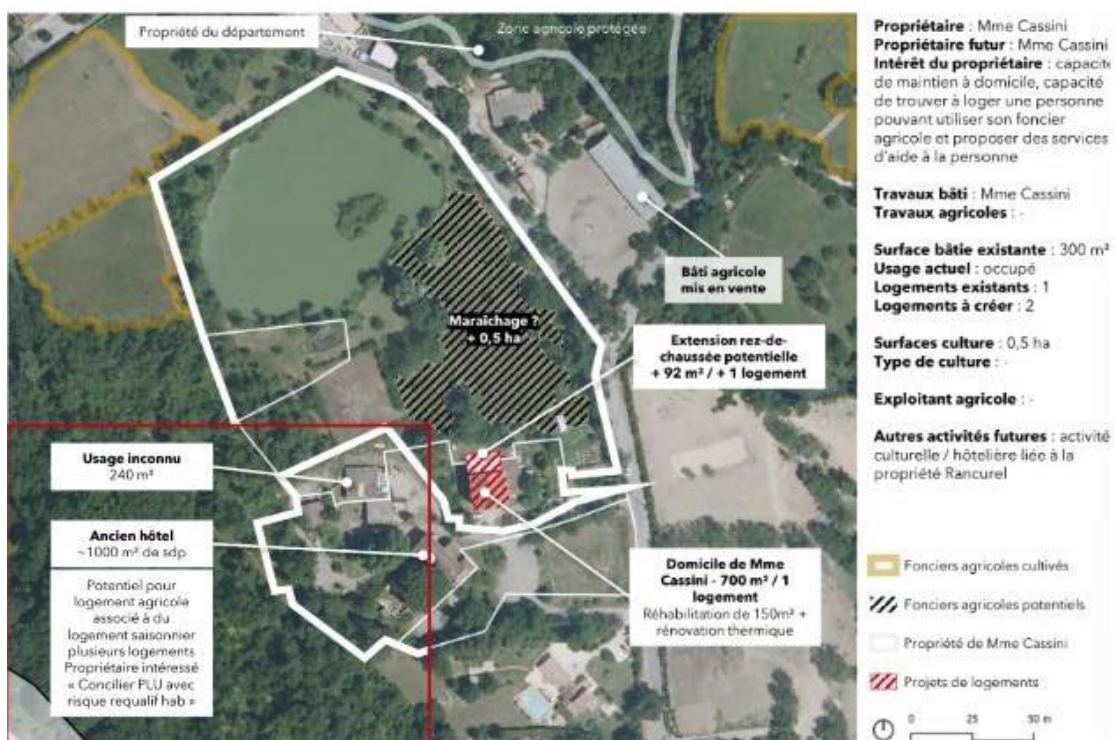 Propriété du département
Zone agricole protégée
Bâti agricole
mis en vente
Maraîchage ?
+ 0,5 ha
Extension rez-de-
chaussée potentielle
+ 92 m² / + 1 logement
Usage inconnu
240 m²
Ancien hôtel
~1000 m² de sdp
Potentiel pour
logement agricole
associé à du
logement saisonnier
plusieurs logements
Propriétaire intéressé
« Concilier PLU avec
risque requalif hab »
Domicile de Mme
Cassini - 700 m² / 1
logement
Réhabilitation de 150m² +
rénovation thermique
Propriétaire : Mme Cassini
Propriétaire futur : Mme Cassini
Intérêt du propriétaire : capacité
de maintien à domicile, capacité
de trouver à loger une personne
pouvant utiliser son foncier
agricole et proposer des services
d'aide à la personne
Travaux bâti : Mme Cassini
Travaux agricoles : -
Surface bâtie existante : 300 m²
Usage actuel : occupé
Logements existants : 1
Logements à créer : 2
Surfaces culture : 0,5 ha
Type de culture : -
Exploitant agricole : -
Autres activités futures : activité
culturelle / hôtelière liée à la
propriété Rancurel
Fonciers agricoles cultivés
Fonciers agricoles potentiels
Propriété de Mme Cassini
Projets de logements
0 25 50 m